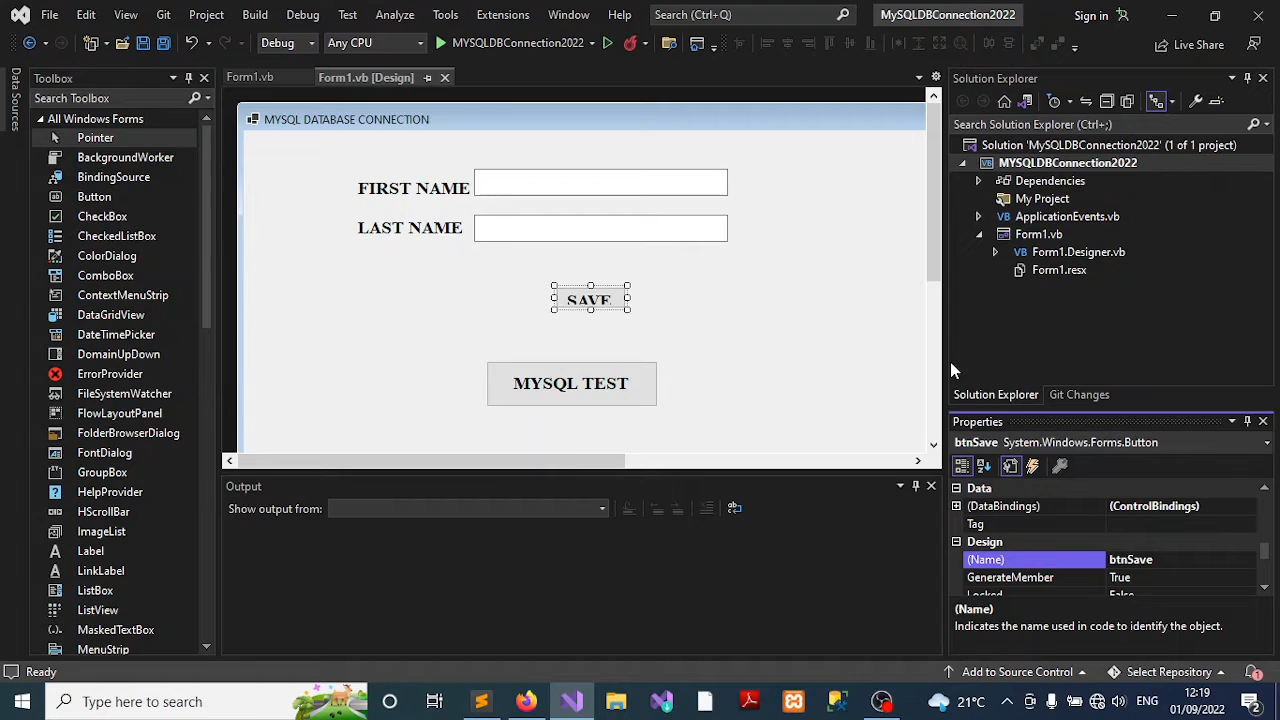 File Edit View Git Project Build Debug Test Analyze Tools Extensions Window Help Search (Ctrl+Q) MySQLDBConnection2022 Sign in
Debug Any CPU MYSQLDBConnection2022 Live Share
Data Sources
Toolbox
Search Toolbox
All Windows Forms
Pointer
BackgroundWorker
BindingSource
Button
CheckBox
CheckedListBox
ColorDialog
ComboBox
ContextMenuStrip
DataGridView
DateTimePicker
DomainUpDown
ErrorProvider
FileSystemWatcher
FlowLayoutPanel
FolderBrowserDialog
FontDialog
GroupBox
HelpProvider
HScrollBar
ImageList
Label
LinkLabel
ListBox
ListView
MaskedTextBox
MenuStrip
Form1.vb Form1.vb [Design]
MYSQL DATABASE CONNECTION
FIRST NAME
LAST NAME
SAVE
MYSQL TEST
Output
Show output from:
Solution Explorer
Search Solution Explorer (Ctrl+;)
Solution 'MySQLDBConnection2022' (1 of 1 project)
MYSQLDBConnection2022
Dependencies
My Project
ApplicationEvents.vb
Form1.vb
Form1.Designer.vb
Form1.resx
Solution Explorer Git Changes
Properties
btnSave System.Windows.Forms.Button
Data
(DataBindings) (ControlBindings)
Tag
Design
(Name) btnSave
GenerateMember True
Locked False
(Name)
Indicates the name used in code to identify the object.
Ready Add to Source Control Select Repository 1
Type here to search 21°C ENG 12:19
01/09/2022 2